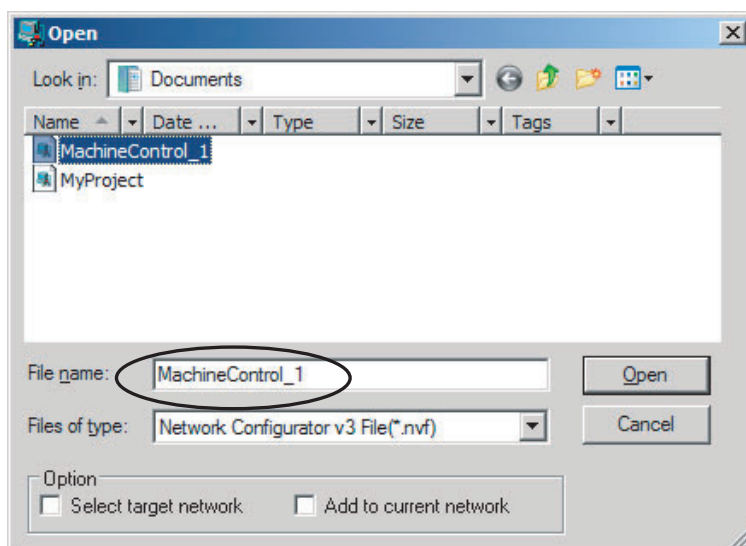 Open
Look in: Documents
Name Date ... Type Size Tags
MachineControl_1
MyProject
File name: MachineControl_1 Open
Files of type: Network Configurator v3 File(*.nvf) Cancel
Option
Select target network Add to current network